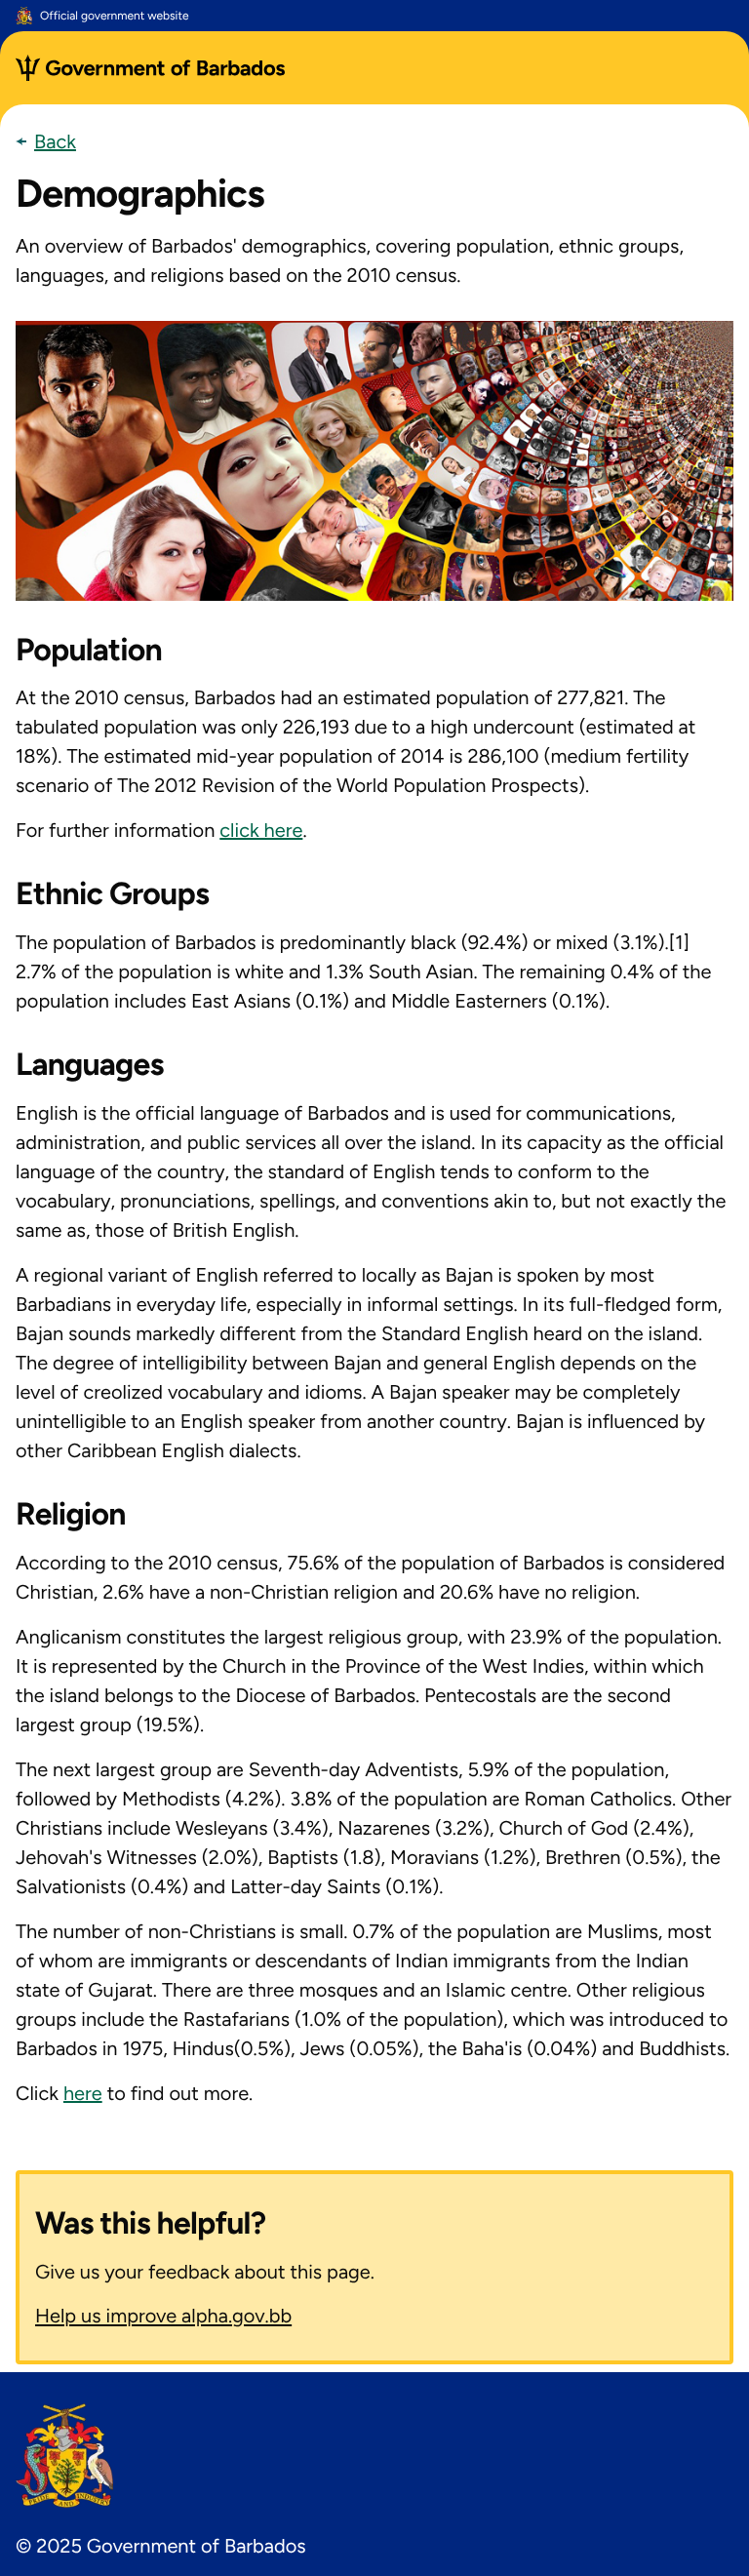 Official government website
Government of Barbados
← Back
Demographics
An overview of Barbados' demographics, covering population, ethnic groups,
languages, and religions based on the 2010 census.
Population
At the 2010 census, Barbados had an estimated population of 277,821. The
tabulated population was only 226,193 due to a high undercount (estimated at
18%). The estimated mid-year population of 2014 is 286,100 (medium fertility
scenario of The 2012 Revision of the World Population Prospects).
For further information click here.
Ethnic Groups
The population of Barbados is predominantly black (92.4%) or mixed (3.1%).[1]
2.7% of the population is white and 1.3% South Asian. The remaining 0.4% of the
population includes East Asians (0.1%) and Middle Easterners (0.1%).
Languages
English is the official language of Barbados and is used for communications,
administration, and public services all over the island. In its capacity as the official
language of the country, the standard of English tends to conform to the
vocabulary, pronunciations, spellings, and conventions akin to, but not exactly the
same as, those of British English.
A regional variant of English referred to locally as Bajan is spoken by most
Barbadians in everyday life, especially in informal settings. In its full-fledged form,
Bajan sounds markedly different from the Standard English heard on the island.
The degree of intelligibility between Bajan and general English depends on the
level of creolized vocabulary and idioms. A Bajan speaker may be completely
unintelligible to an English speaker from another country. Bajan is influenced by
other Caribbean English dialects.
Religion
According to the 2010 census, 75.6% of the population of Barbados is considered
Christian, 2.6% have a non-Christian religion and 20.6% have no religion.
Anglicanism constitutes the largest religious group, with 23.9% of the population.
It is represented by the Church in the Province of the West Indies, within which
the island belongs to the Diocese of Barbados. Pentecostals are the second
largest group (19.5%).
The next largest group are Seventh-day Adventists, 5.9% of the population,
followed by Methodists (4.2%). 3.8% of the population are Roman Catholics. Other
Christians include Wesleyans (3.4%), Nazarenes (3.2%), Church of God (2.4%),
Jehovah's Witnesses (2.0%), Baptists (1.8), Moravians (1.2%), Brethren (0.5%), the
Salvationists (0.4%) and Latter-day Saints (0.1%).
The number of non-Christians is small. 0.7% of the population are Muslims, most
of whom are immigrants or descendants of Indian immigrants from the Indian
state of Gujarat. There are three mosques and an Islamic centre. Other religious
groups include the Rastafarians (1.0% of the population), which was introduced to
Barbados in 1975, Hindus(0.5%), Jews (0.05%), the Baha'is (0.04%) and Buddhists.
Click here to find out more.
Was this helpful?
Give us your feedback about this page.
Help us improve alpha.gov.bb
PRIDE AND INDUSTRY
© 2025 Government of Barbados